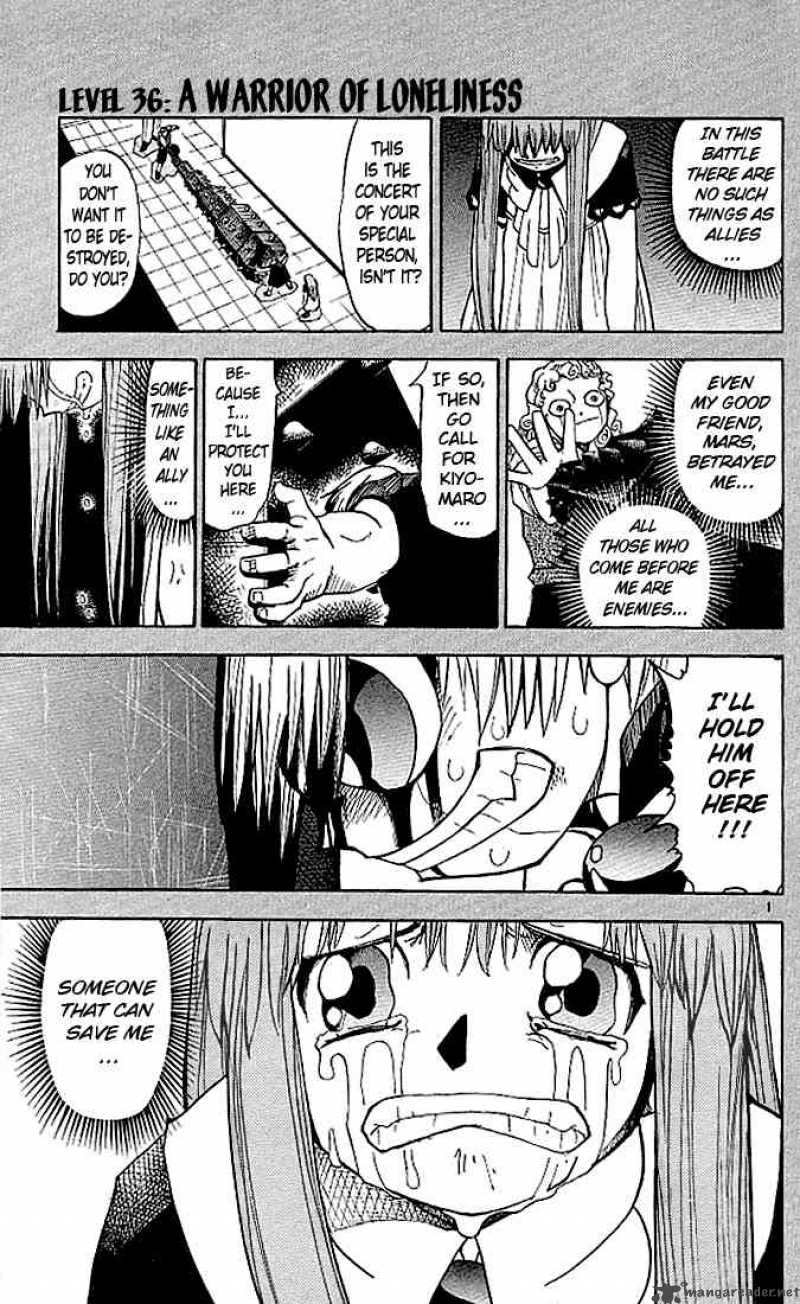 LEVEL 36: A WARRIOR OF LONELINESS
IN THIS
BATTLE
THERE ARE
NO SUCH
THINGS AS
ALLIES
...
THIS
IS THE
CONCERT
OF YOUR
SPECIAL
PERSON,
ISN'T IT?
YOU
DON'T
WANT IT
TO BE DE-
STROYED,
DO YOU?
EVEN
MY GOOD
FRIEND,
MARS,
BETRAYED
ME...
ALL
THOSE WHO
COME BEFORE
ME ARE
ENEMIES...
IF SO,
THEN
GO
CALL
FOR
KIYO-
MARO
...
BE-
CAUSE
I...
I'LL
PROTECT
YOU
HERE
...
SOME-
THING
LIKE
AN
ALLY
...
I'LL
HOLD
HIM
OFF
HERE
!!!
1
SOMEONE
THAT CAN
SAVE ME
...
mangareader.net